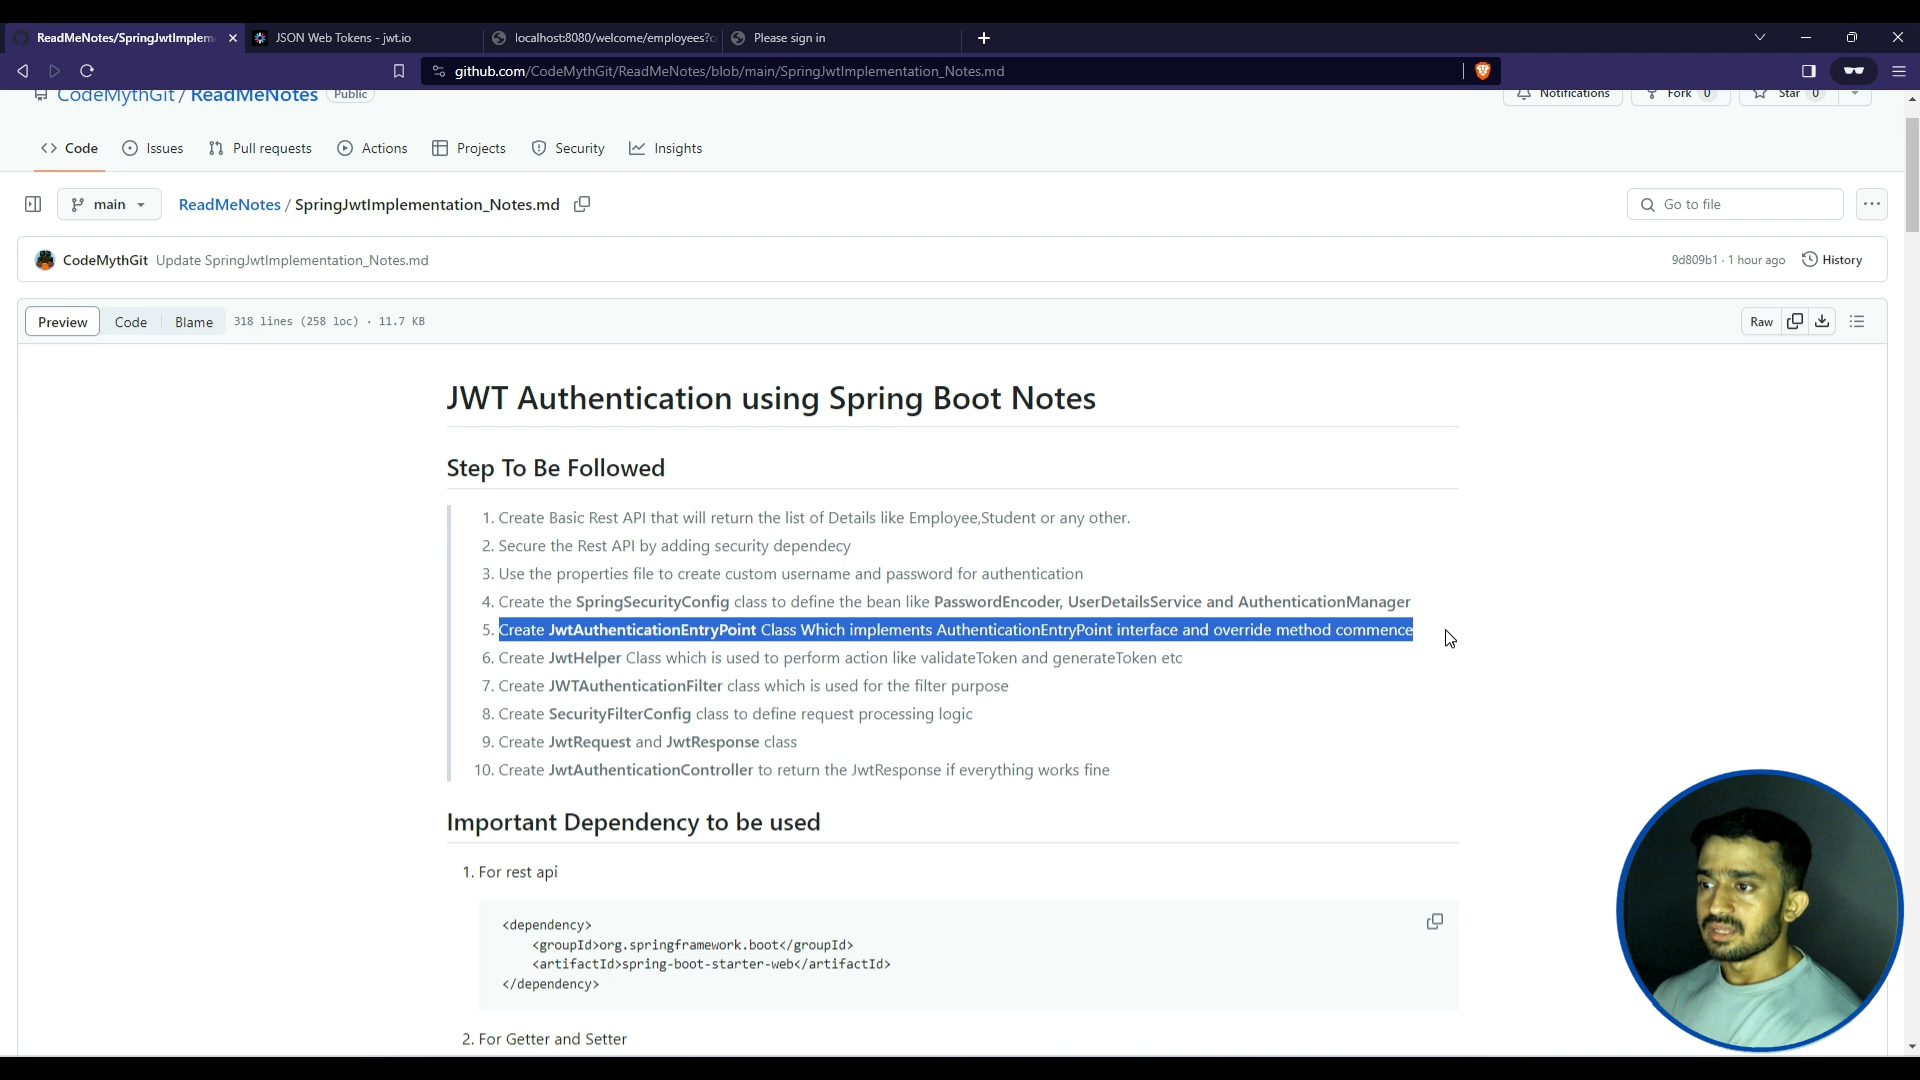 ReadMeNotes/SpringJwtImplem
JSON Web Tokens - jwt.io
localhost:8080/welcome/employees?c
Please sign in
github.com/CodeMythGit/ReadMeNotes/blob/main/SpringJwtImplementation_Notes.md
CodeMythGit / ReadMeNotes Public
Notifications
Fork 0
Star 0
Code
Issues
Pull requests
Actions
Projects
Security
Insights
main
ReadMeNotes / SpringJwtImplementation_Notes.md
Go to file
CodeMythGit Update SpringJwtImplementation_Notes.md
9d809b1 · 1 hour ago
History
Preview
Code
Blame
318 lines (258 loc) · 11.7 KB
Raw
JWT Authentication using Spring Boot Notes
Step To Be Followed
1. Create Basic Rest API that will return the list of Details like Employee,Student or any other.
2. Secure the Rest API by adding security dependecy
3. Use the properties file to create custom username and password for authentication
4. Create the SpringSecurityConfig class to define the bean like PasswordEncoder, UserDetailsService and AuthenticationManager
5. Create JwtAuthenticationEntryPoint Class Which implements AuthenticationEntryPoint interface and override method commence
6. Create JwtHelper Class which is used to perform action like validateToken and generateToken etc
7. Create JWTAuthenticationFilter class which is used for the filter purpose
8. Create SecurityFilterConfig class to define request processing logic
9. Create JwtRequest and JwtResponse class
10. Create JwtAuthenticationController to return the JwtResponse if everything works fine
Important Dependency to be used
1. For rest api
<dependency>
<groupId>org.springframework.boot</groupId>
<artifactId>spring-boot-starter-web</artifactId>
</dependency>
2. For Getter and Setter